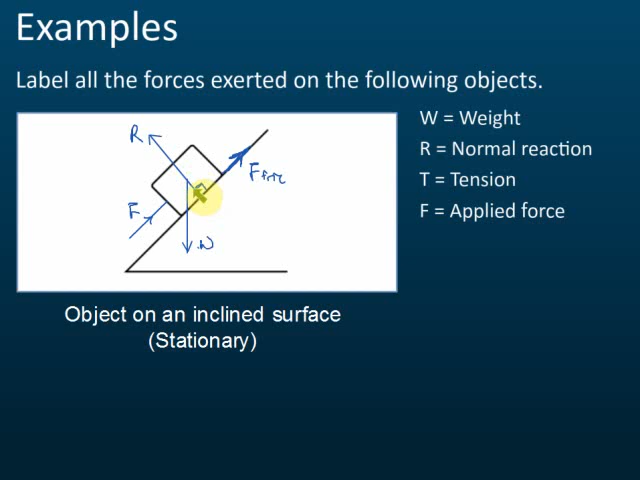 Examples
Label all the forces exerted on the following objects.
W = Weight
R = Normal reaction
T = Tension
F = Applied force
R
F
F fric
W
Object on an inclined surface
(Stationary)